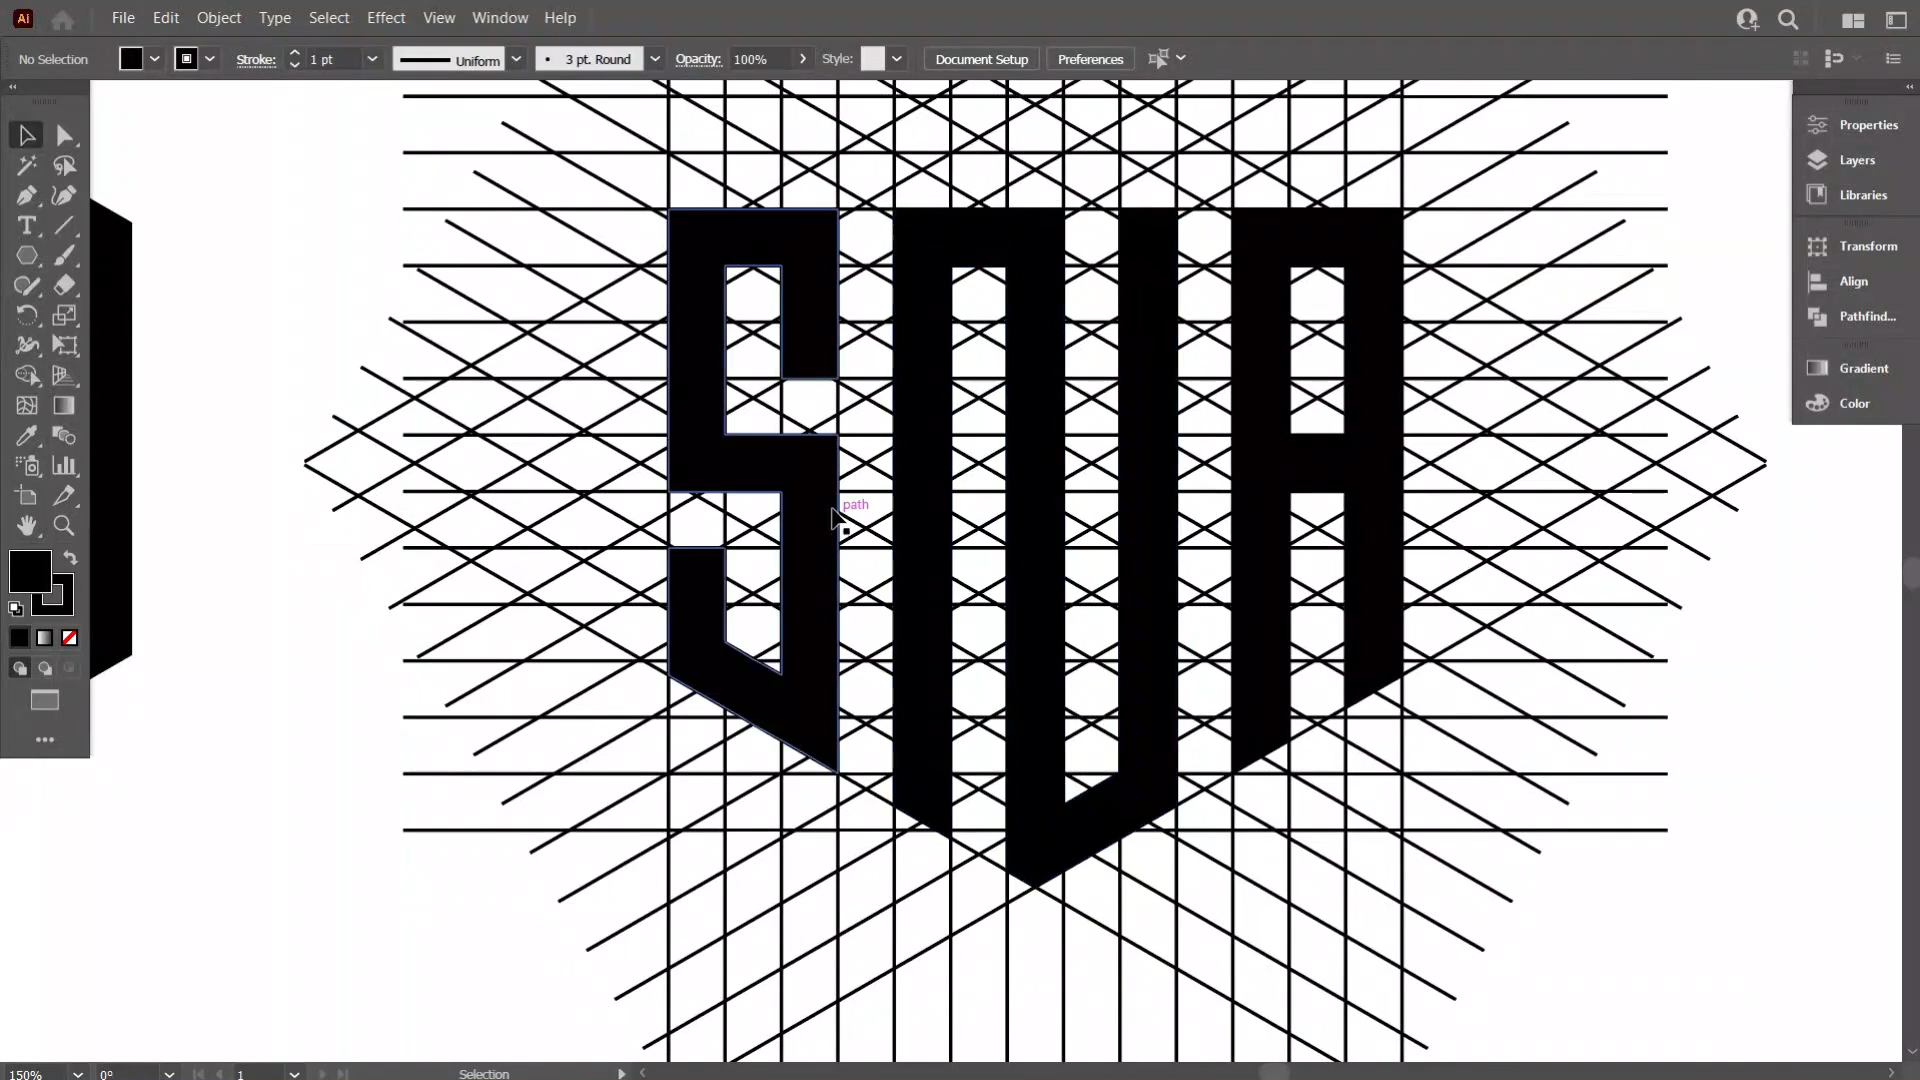 Ai File Edit Object Type Select Effect View Window Help
No Selection Stroke: 1 pt Uniform 3 pt. Round Opacity: 100% Style: Document Setup Preferences
Properties
Layers
Libraries
Transform
Align
Pathfind...
Gradient
Color
path
150% 0° 1 Selection